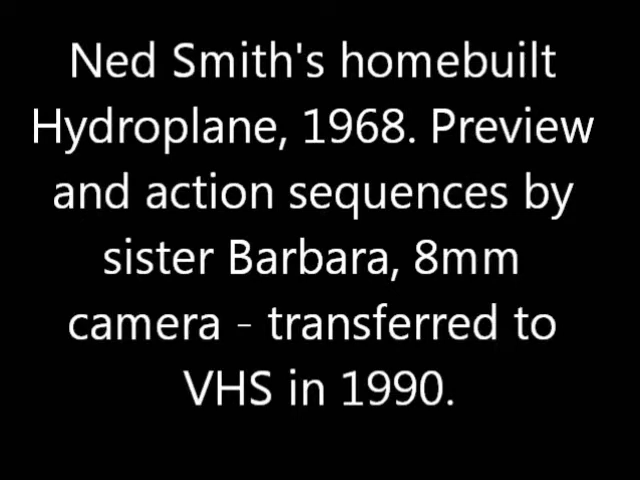 Ned Smith's homebuilt
Hydroplane, 1968. Preview
and action sequences by
sister Barbara, 8mm
camera - transferred to
VHS in 1990.